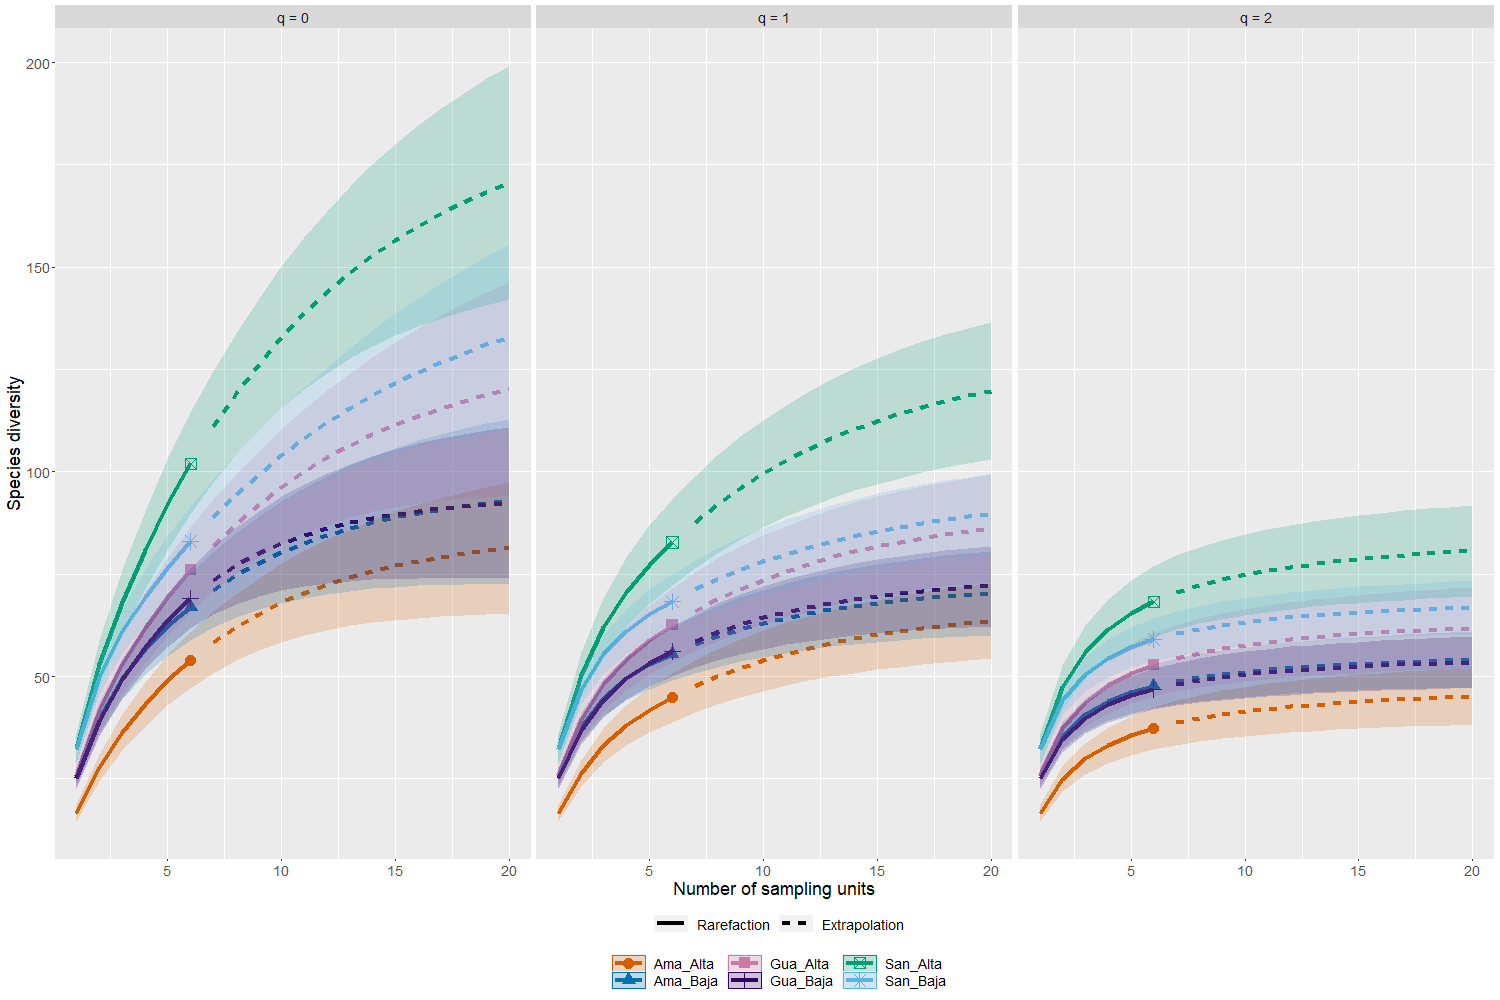 q = 0 q = 1 q = 2
200
150
100
50
Species diversity
5 10 15 20 5 10 15 20 5 10 15 20
Number of sampling units
Rarefaction Extrapolation
Ama_Alta Gua_Alta San_Alta
Ama_Baja Gua_Baja San_Baja